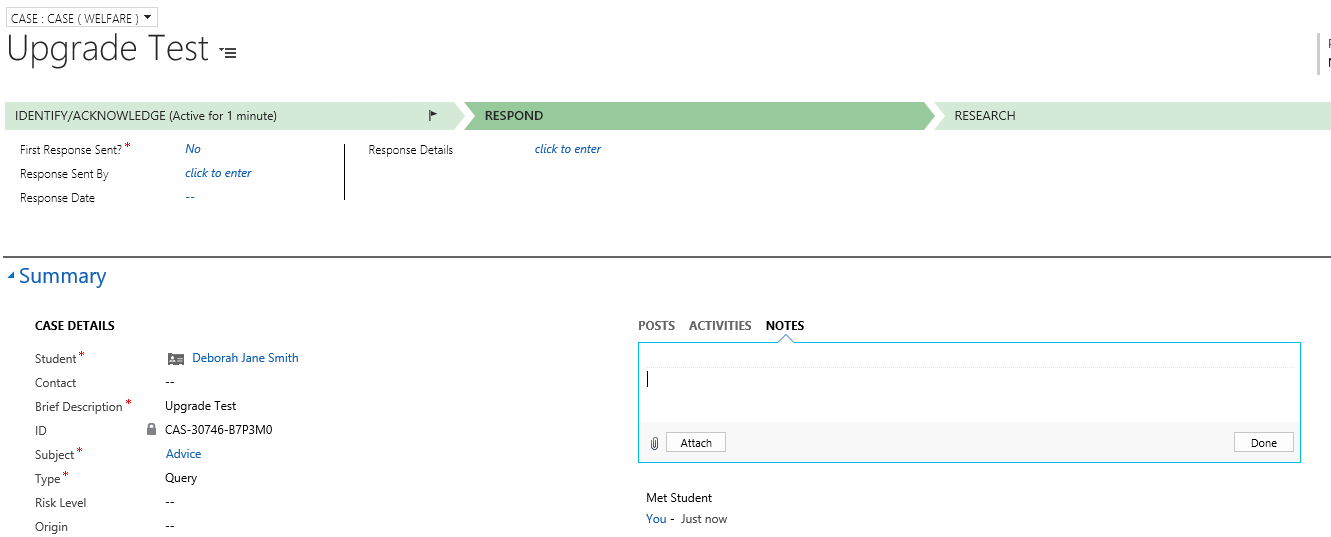 CASE : CASE ( WELFARE )
Upgrade Test
IDENTIFY/ACKNOWLEDGE (Active for 1 minute)
RESPOND
RESEARCH
First Response Sent?* No
Response Sent By click to enter
Response Date --
Response Details click to enter
Summary
CASE DETAILS
Student* Deborah Jane Smith
Contact --
Brief Description* Upgrade Test
ID CAS-30746-B7P3M0
Subject* Advice
Type* Query
Risk Level --
Origin --
POSTS ACTIVITIES NOTES
Attach Done
Met Student
You - Just now